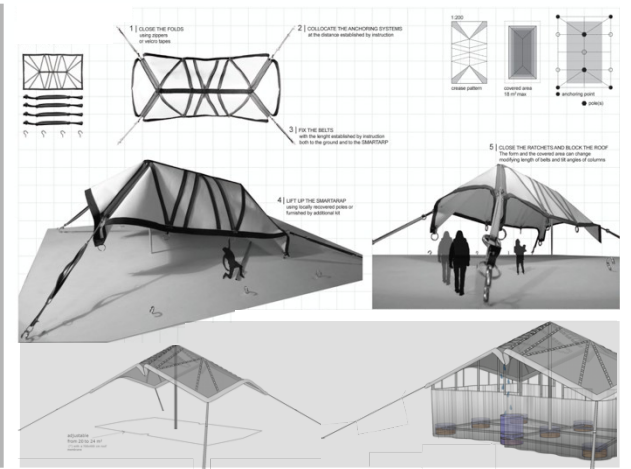 1 | CLOSE THE FOLDS
using zippers
or velcro tapes
2 | COLLOCATE THE ANCHORING SYSTEMS
at the distance established by instruction
1:200
crease pattern
covered area
18 m² max
anchoring point
pole(s)
3 | FIX THE BELTS
with the lenght established by instruction
both to the ground and to the SMARTARP
4 | LIFT UP THE SMARTARAP
using locally recovered poles or
furnished by additional kit
5 | CLOSE THE RATCHETS AND BLOCK THE ROOF
The form and the covered area can change
modifying length of belts and tilt angles of columns
adjustable
from 20 to 24 m²